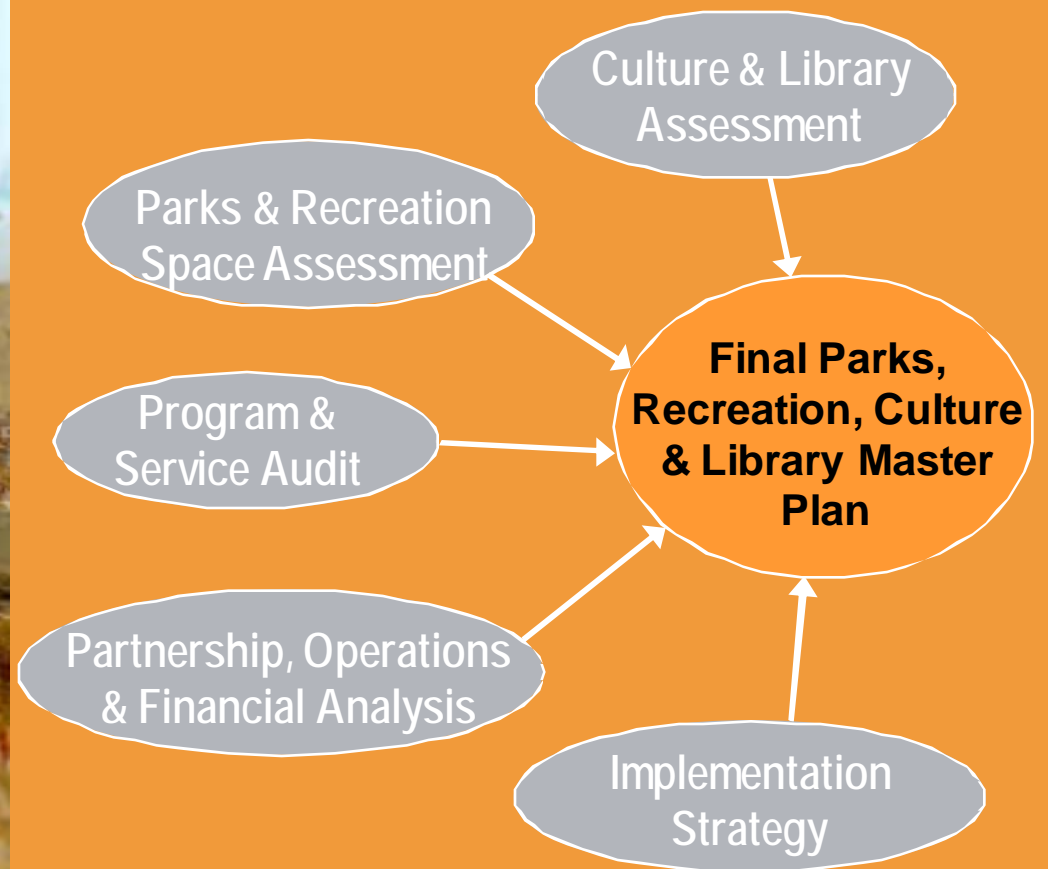 Culture & Library
Assessment
Parks & Recreation
Space Assessment
Program &
Service Audit
Partnership, Operations
& Financial Analysis
Implementation
Strategy
Final Parks,
Recreation, Culture
& Library Master
Plan